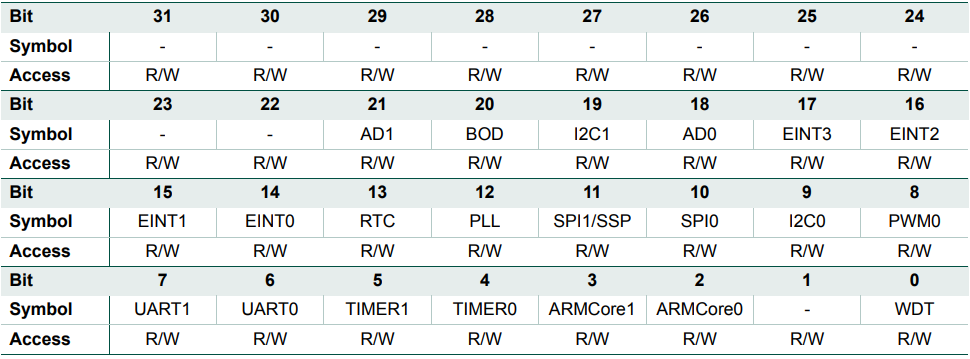 Bit 31 30 29 28 27 26 25 24
Symbol - - - - - - - -
Access R/W R/W R/W R/W R/W R/W R/W R/W
Bit 23 22 21 20 19 18 17 16
Symbol - - AD1 BOD I2C1 AD0 EINT3 EINT2
Access R/W R/W R/W R/W R/W R/W R/W R/W
Bit 15 14 13 12 11 10 9 8
Symbol EINT1 EINT0 RTC PLL SPI1/SSP SPI0 I2C0 PWM0
Access R/W R/W R/W R/W R/W R/W R/W R/W
Bit 7 6 5 4 3 2 1 0
Symbol UART1 UART0 TIMER1 TIMER0 ARMCore1 ARMCore0 - WDT
Access R/W R/W R/W R/W R/W R/W R/W R/W